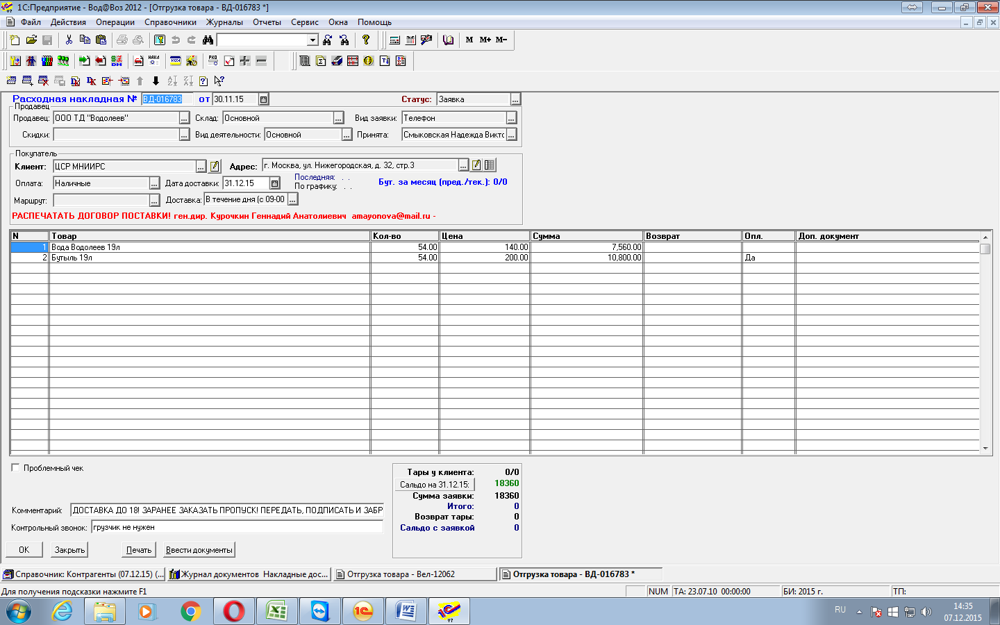 1С:Предприятие - Вод@Воз 2012 - [Отгрузка товара - ВД-016783 *]
Файл Действия Операции Справочники Журналы Отчеты Сервис Окна Помощь
M M+ M-
Расходная накладная № ВД-016783 от 30.11.15 Статус: Заявка
Продавец
Продавец: ООО ТД "Водолеев" Склад: Основной Вид заявки: Телефон
Скидки: Вид деятельности: Основной Принята: Смыковская Надежда Викто
Покупатель
Клиент: ЦСР МНИИРС Адрес: г. Москва, ул. Нижегородская, д. 32, стр.3
Оплата: Наличные Дата доставки: 31.12.15 Последняя: . . Бут. за месяц (пред./тек.): 0/0
По графику: . .
Маршрут: Доставка: В течение дня (с 09-00
РАСПЕЧАТАТЬ ДОГОВОР ПОСТАВКИ! ген.дир. Курочкин Геннадий Анатолиевич amayonova@mail.ru -
N Товар Кол-во Цена Сумма Возврат Опл. Доп. документ
1 Вода Водолеев 19л 54.00 140.00 7,560.00
2 Бутыль 19л 54.00 200.00 10,800.00 Да
Проблемный чек
Тары у клиента: 0/0
Сальдо на 31.12.15: 18360
Сумма заявки: 18360
Итого: 0
Возврат тары: 0
Сальдо с заявкой 0
Комментарий: ДОСТАВКА ДО 18! ЗАРАНЕЕ ЗАКАЗАТЬ ПРОПУСК! ПЕРЕДАТЬ, ПОДПИСАТЬ И ЗАБР
Контрольный звонок: грузчик не нужен
OK Закрыть Печать Ввести документы
Справочник: Контрагенты (07.12.15) (... Журнал документов Накладные дос... Отгрузка товара - Вел-12062 Отгрузка товара - ВД-016783 *
Для получения подсказки нажмите F1 NUM ТА: 23.07.10 00:00:00 БИ: 2015 г. ТП:
RU 14:35
07.12.2015